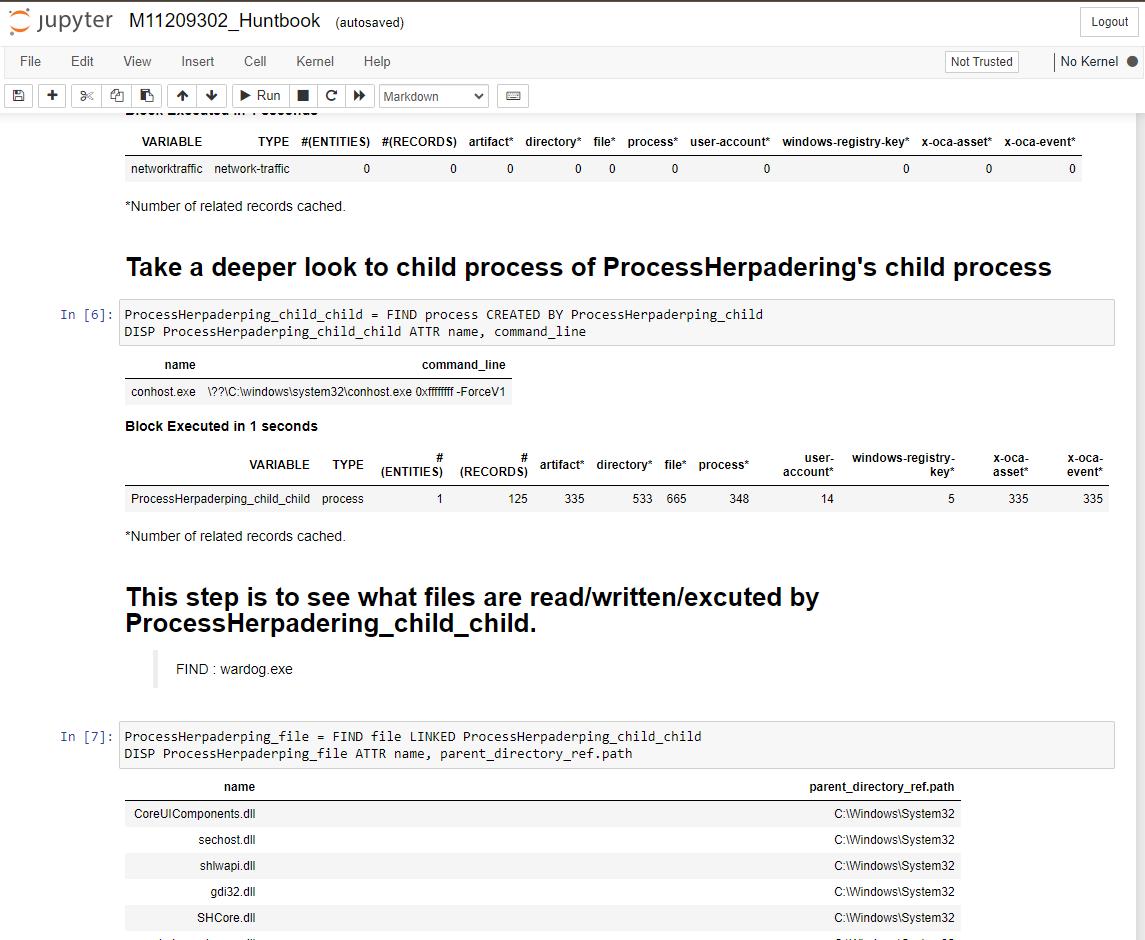 jupyter M11209302_Huntbook (autosaved) Logout
File Edit View Insert Cell Kernel Help Not Trusted No Kernel
Run Markdown
Block Executed in 1 seconds
VARIABLE TYPE #(ENTITIES) #(RECORDS) artifact* directory* file* process* user-account* windows-registry-key* x-oca-asset* x-oca-event*
networktraffic network-traffic 0 0 0 0 0 0 0 0 0 0
*Number of related records cached.
Take a deeper look to child process of ProcessHerpadering's child process
In [6]: ProcessHerpaderping_child_child = FIND process CREATED BY ProcessHerpaderping_child
DISP ProcessHerpaderping_child_child ATTR name, command_line
name command_line
conhost.exe \??\C:\windows\system32\conhost.exe 0xffffffff -ForceV1
Block Executed in 1 seconds
VARIABLE TYPE # (ENTITIES) # (RECORDS) artifact* directory* file* process* user-account* windows-registry-key* x-oca-asset* x-oca-event*
ProcessHerpaderping_child_child process 1 125 335 533 665 348 14 5 335 335
*Number of related records cached.
This step is to see what files are read/written/excuted by
ProcessHerpadering_child_child.
FIND : wardog.exe
In [7]: ProcessHerpaderping_file = FIND file LINKED ProcessHerpaderping_child_child
DISP ProcessHerpaderping_file ATTR name, parent_directory_ref.path
name parent_directory_ref.path
CoreUIComponents.dll C:\Windows\System32
sechost.dll C:\Windows\System32
shlwapi.dll C:\Windows\System32
gdi32.dll C:\Windows\System32
SHCore.dll C:\Windows\System32